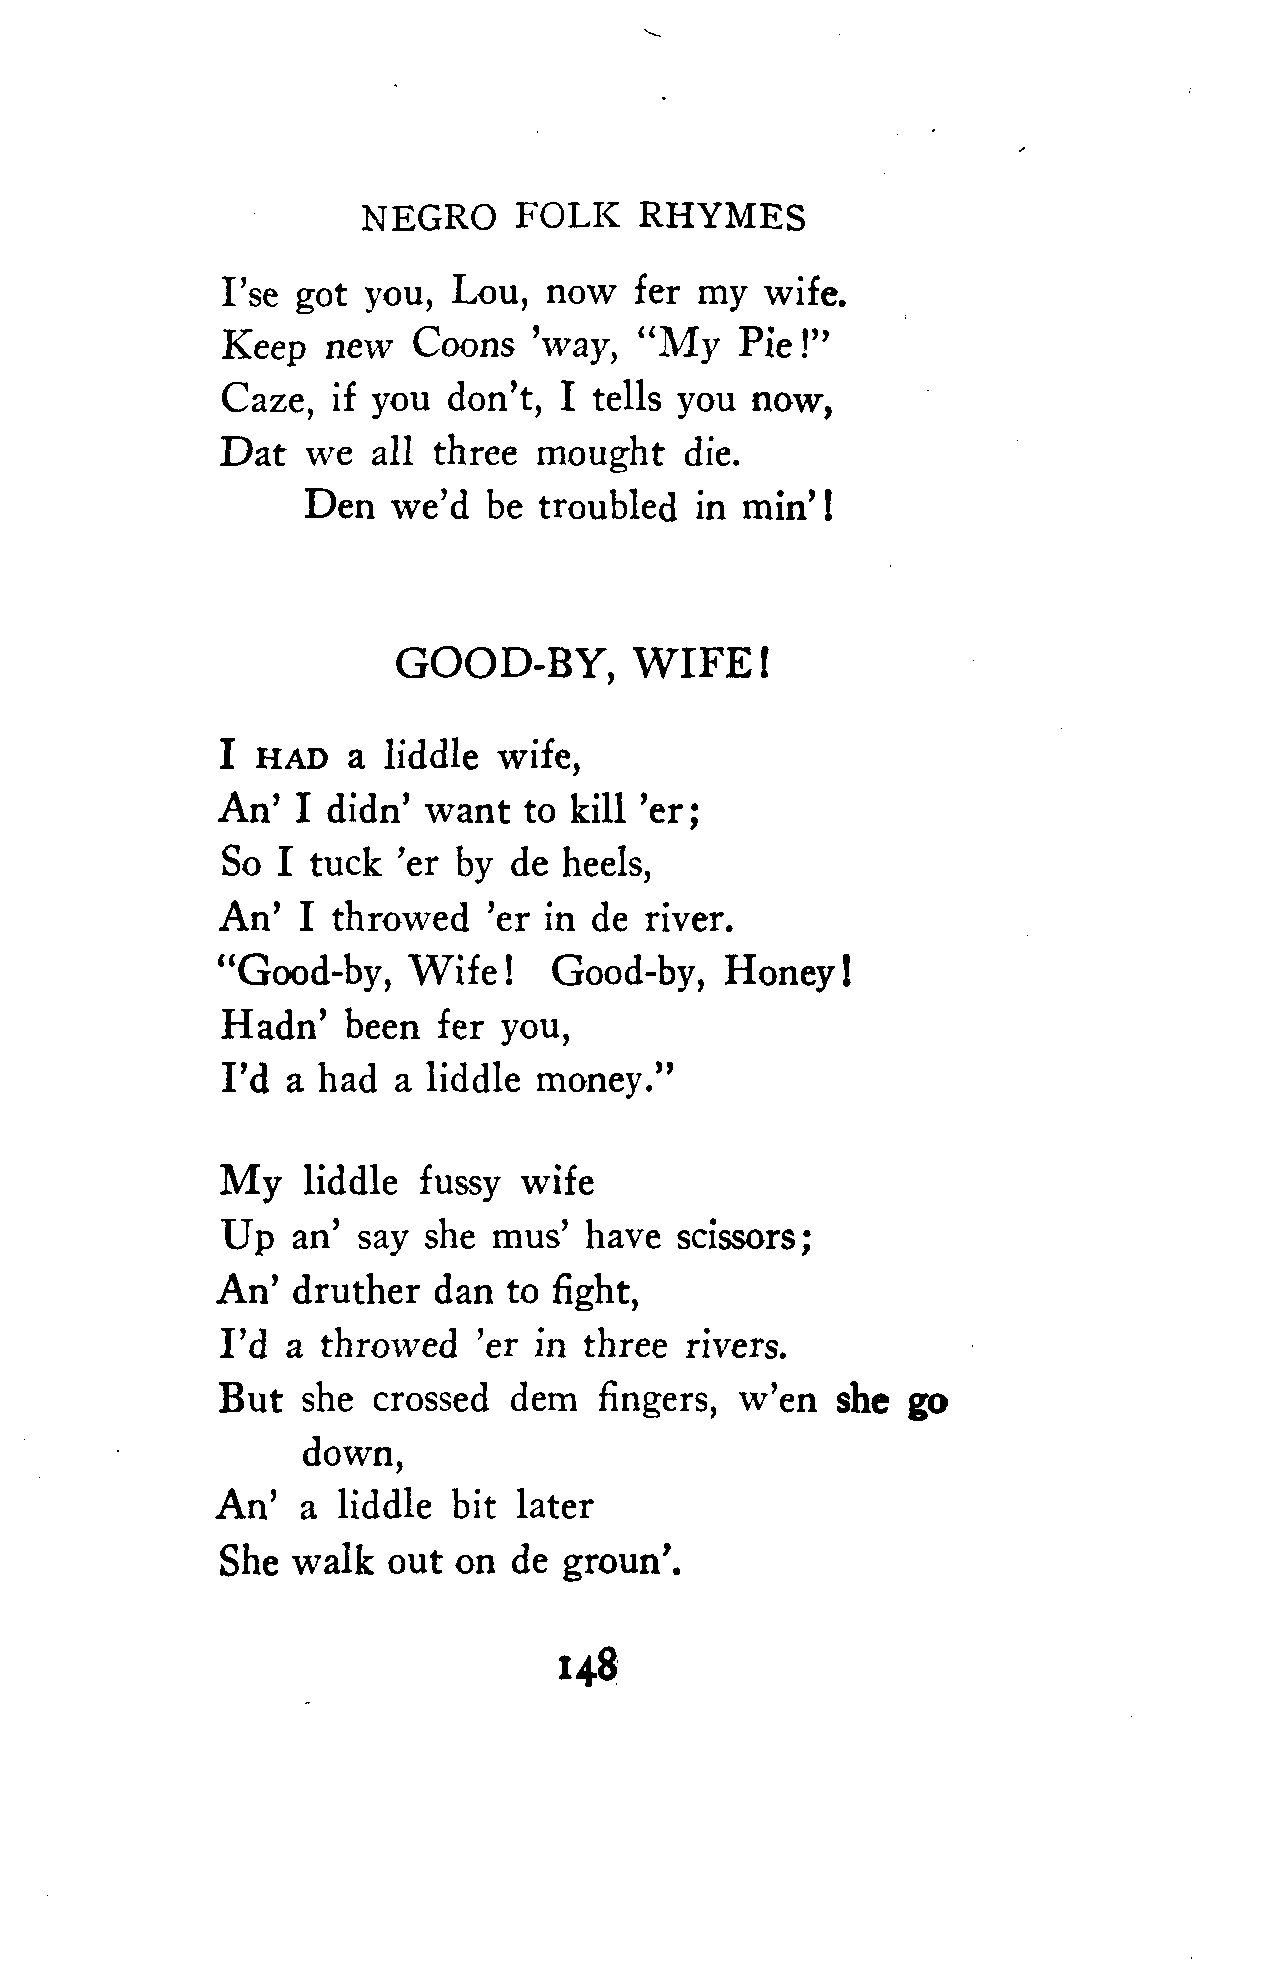 NEGRO FOLK RHYMES
I'se got you, Lou, now fer my wife.
Keep new Coons 'way, "My Pie!"
Caze, if you don't, I tells you now,
Dat we all three mought die.
Den we'd be troubled in min'!
GOOD-BY, WIFE!
I HAD a liddle wife,
An' I didn' want to kill 'er;
So I tuck 'er by de heels,
An' I throwed 'er in de river.
"Good-by, Wife! Good-by, Honey!
Hadn' been fer you,
I'd a had a liddle money."
My liddle fussy wife
Up an' say she mus' have scissors;
An' druther dan to fight,
I'd a throwed 'er in three rivers.
But she crossed dem fingers, w'en she go
down,
An' a liddle bit later
She walk out on de groun'.
148